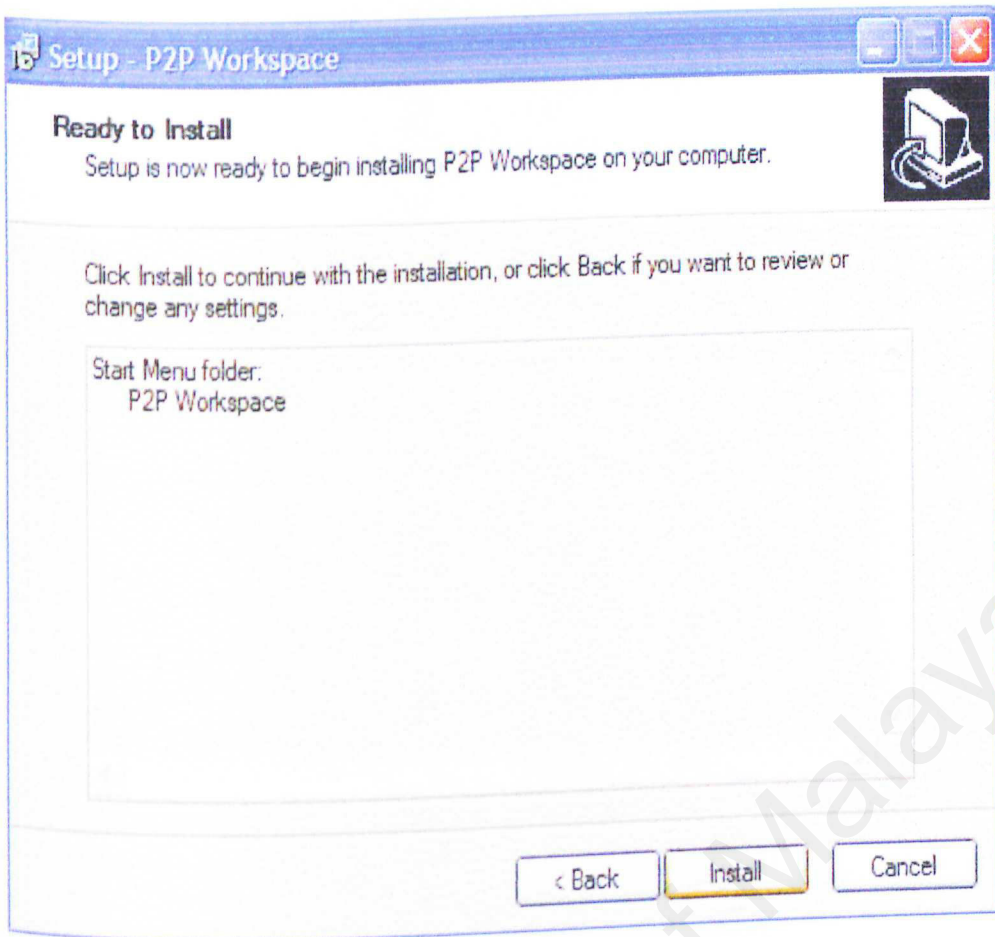 Setup - P2P Workspace
Ready to Install
Setup is now ready to begin installing P2P Workspace on your computer.
Click Install to continue with the installation, or click Back if you want to review or
change any settings.
Start Menu folder:
P2P Workspace
< Back
Install
Cancel
f Malaya